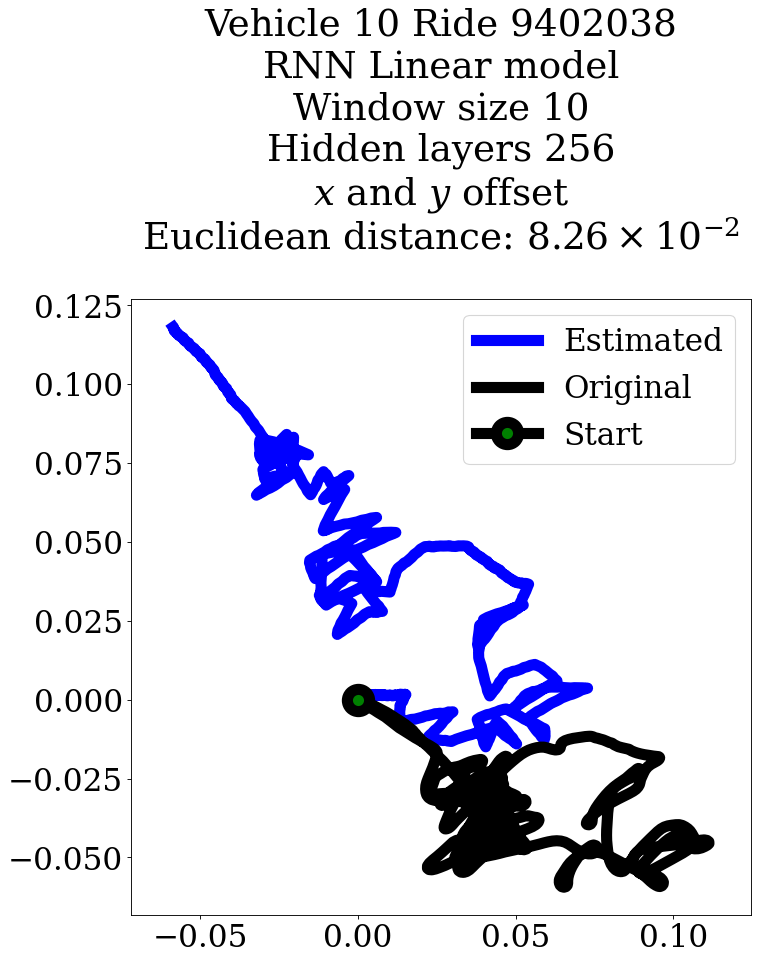 Vehicle 10 Ride 9402038
RNN Linear model
Window size 10
Hidden layers 256
x and y offset
Euclidean distance: 8.26 × 10⁻²
Estimated
Original
Start
0.125
0.100
0.075
0.050
0.025
0.000
−0.025
−0.050
−0.05 0.00 0.05 0.10